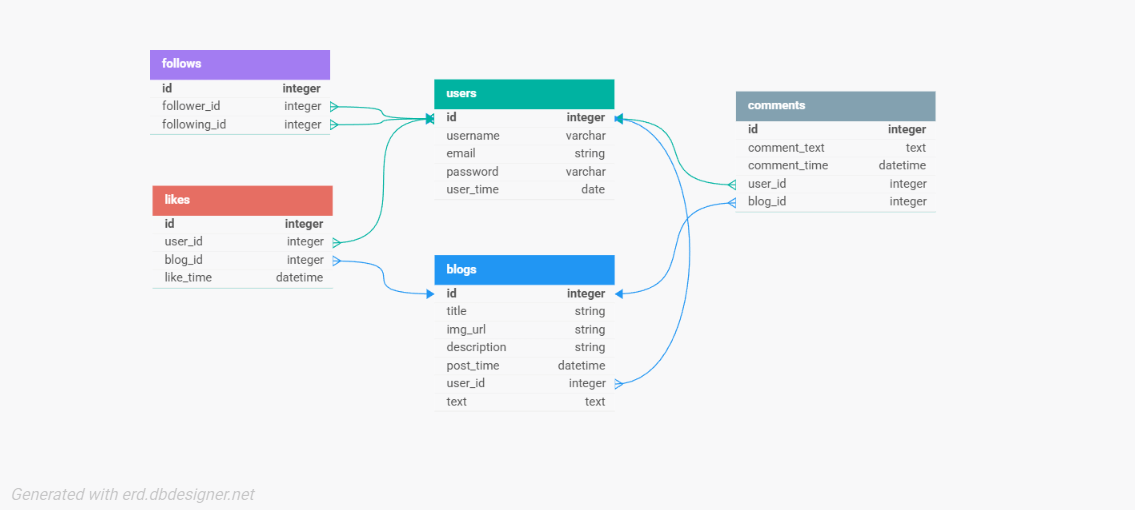 follows
id integer
follower_id integer
following_id integer
likes
id integer
user_id integer
blog_id integer
like_time datetime
users
id integer
username varchar
email string
password varchar
user_time date
blogs
id integer
title string
img_url string
description string
post_time datetime
user_id integer
text text
comments
id integer
comment_text text
comment_time datetime
user_id integer
blog_id integer
Generated with erd.dbdesigner.net